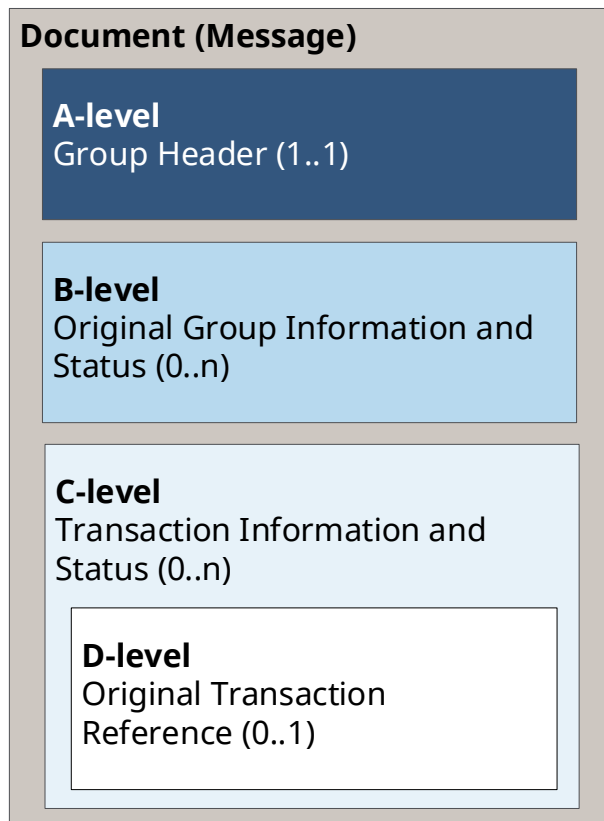 Document (Message)
A-level
Group Header (1..1)
B-level
Original Group Information and
Status (0..n)
C-level
Transaction Information and
Status (0..n)
D-level
Original Transaction
Reference (0..1)